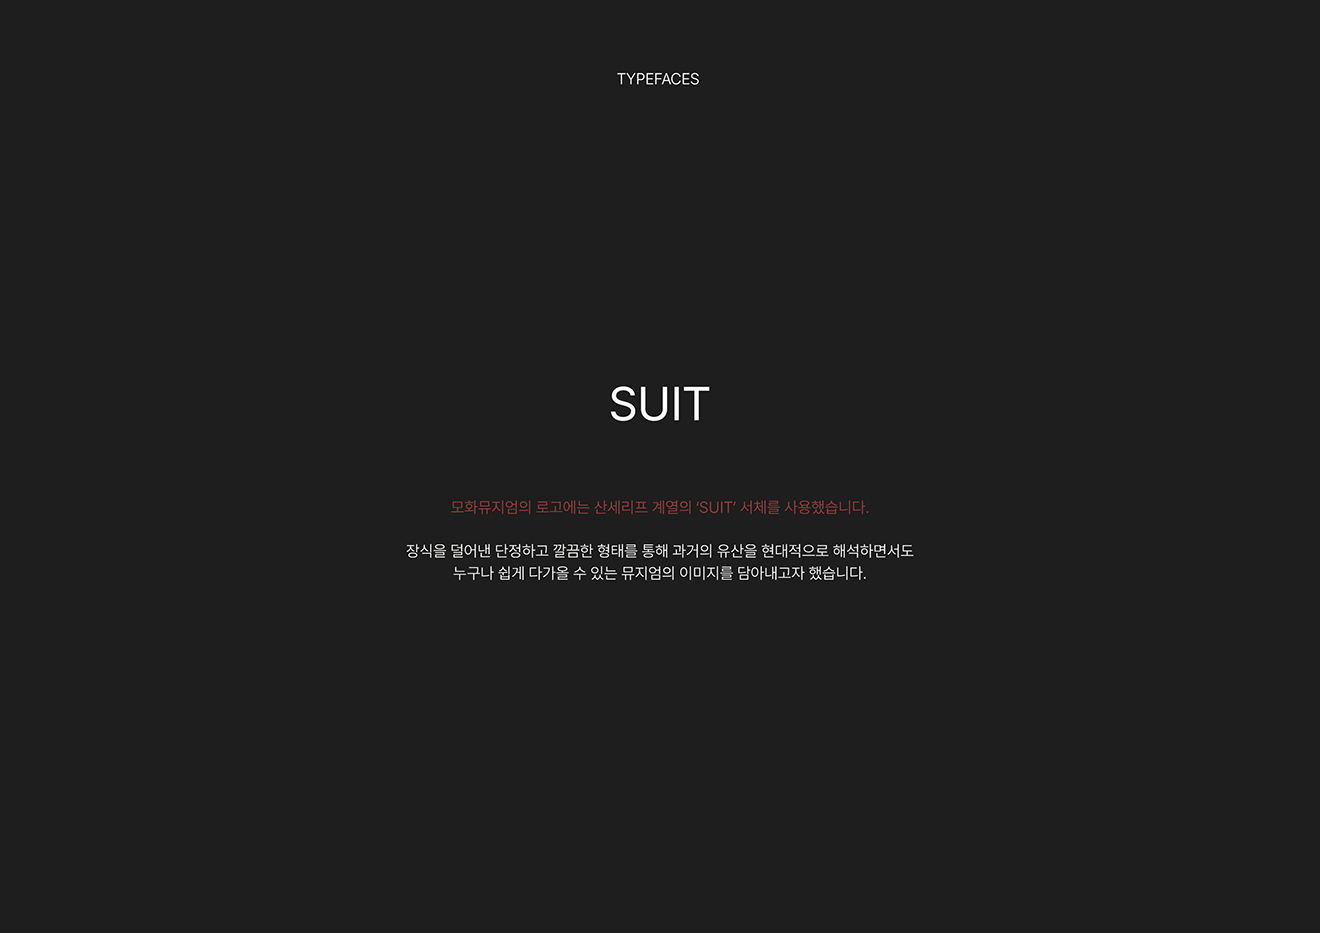 TYPEFACES
SUIT
모화뮤지엄의 로고에는 산세리프 계열의 ‘SUIT’ 서체를 사용했습니다.
장식을 덜어낸 단정하고 깔끔한 형태를 통해 과거의 유산을 현대적으로 해석하면서도
누구나 쉽게 다가올 수 있는 뮤지엄의 이미지를 담아내고자 했습니다.